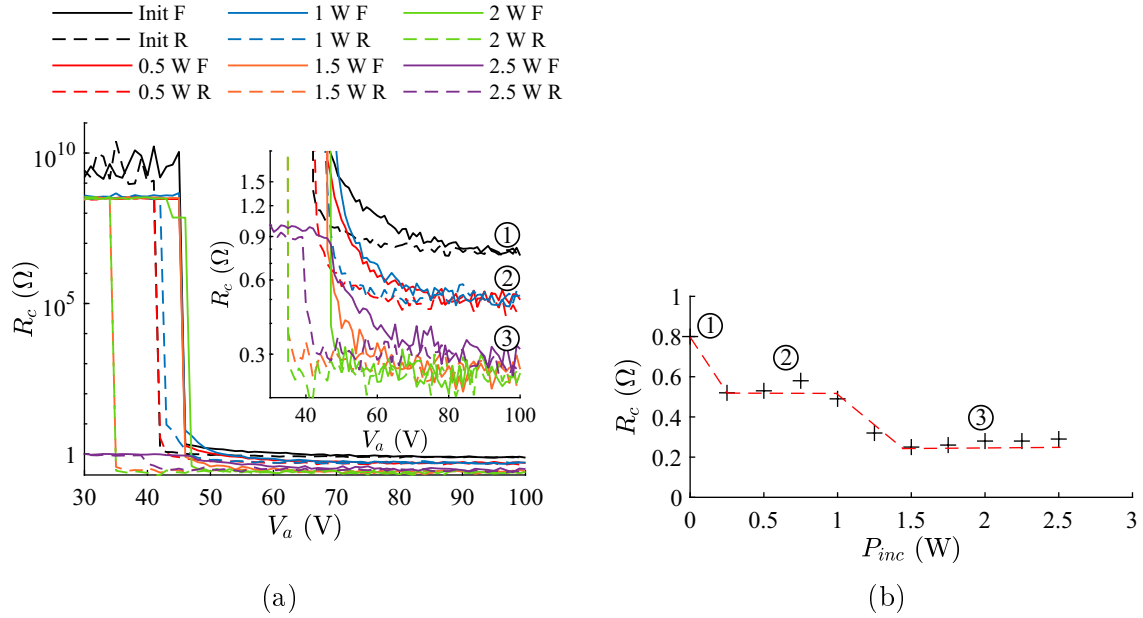 Init F 1 W F 2 W F
Init R 1 W R 2 W R
0.5 W F 1.5 W F 2.5 W F
0.5 W R 1.5 W R 2.5 W R
10^10
10^5
1
R_c (Ω)
30 40 50 60 70 80 90 100
V_a (V)
1.5
1.2
0.9
0.6
0.3
R_c (Ω)
40 60 80 100
V_a (V)
①
②
③
(a)
1
0.8
0.6
0.4
0.2
0
R_c (Ω)
①
②
③
0 0.5 1 1.5 2 2.5 3
P_inc (W)
(b)